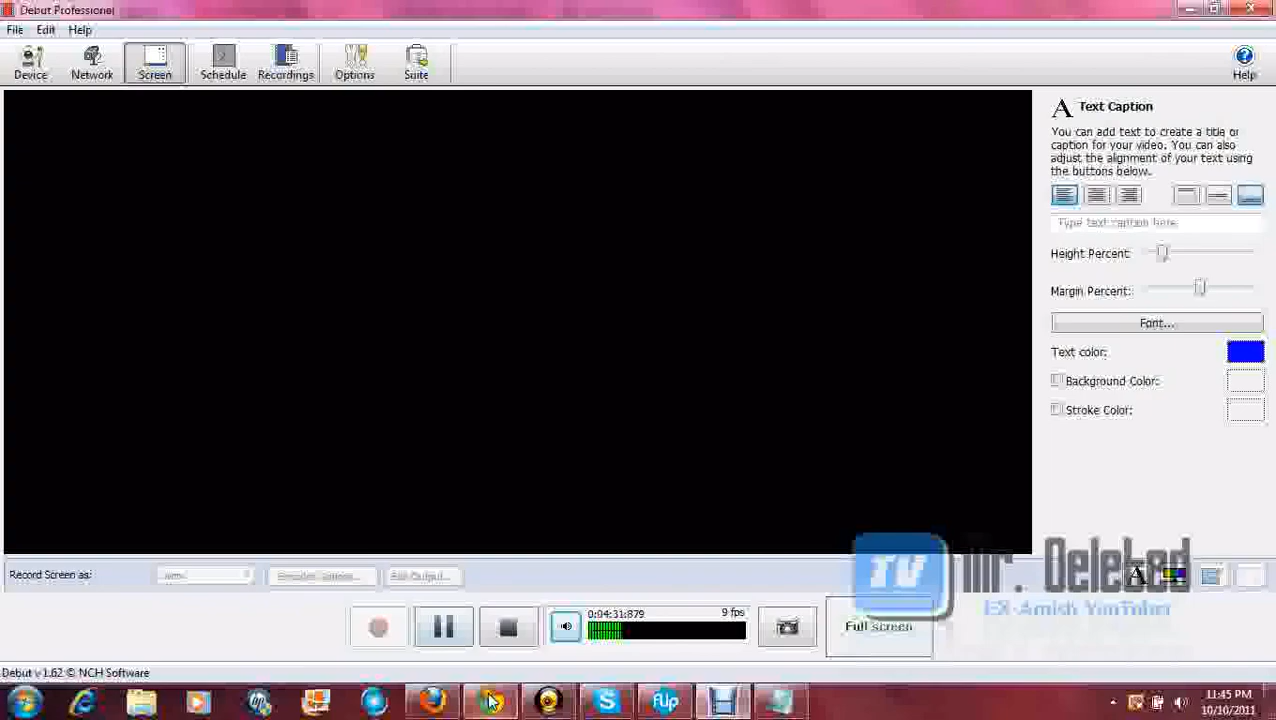 Debut Professional
File Edit Help
Device Network Screen Schedule Recordings Options Suite Help
A Text Caption
You can add text to create a title or
caption for your video. You can also
adjust the alignment of your text using
the buttons below.
Type text caption here
Height Percent:
Margin Percent:
Font...
Text color:
Background Color:
Stroke Color:
Record Screen as:
TV Mr. Deleted
EX-Amish YouTuber
0:04:31:879 9 fps
Full screen
Debut v 1.62 © NCH Software
11:45 PM
10/10/2011